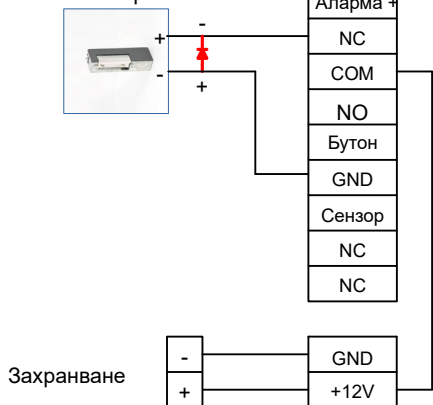 Аларма +
-
+
NC
-
COM
+
NO
Бутон
GND
Сензор
NC
NC
Захранване
-
GND
+
+12V